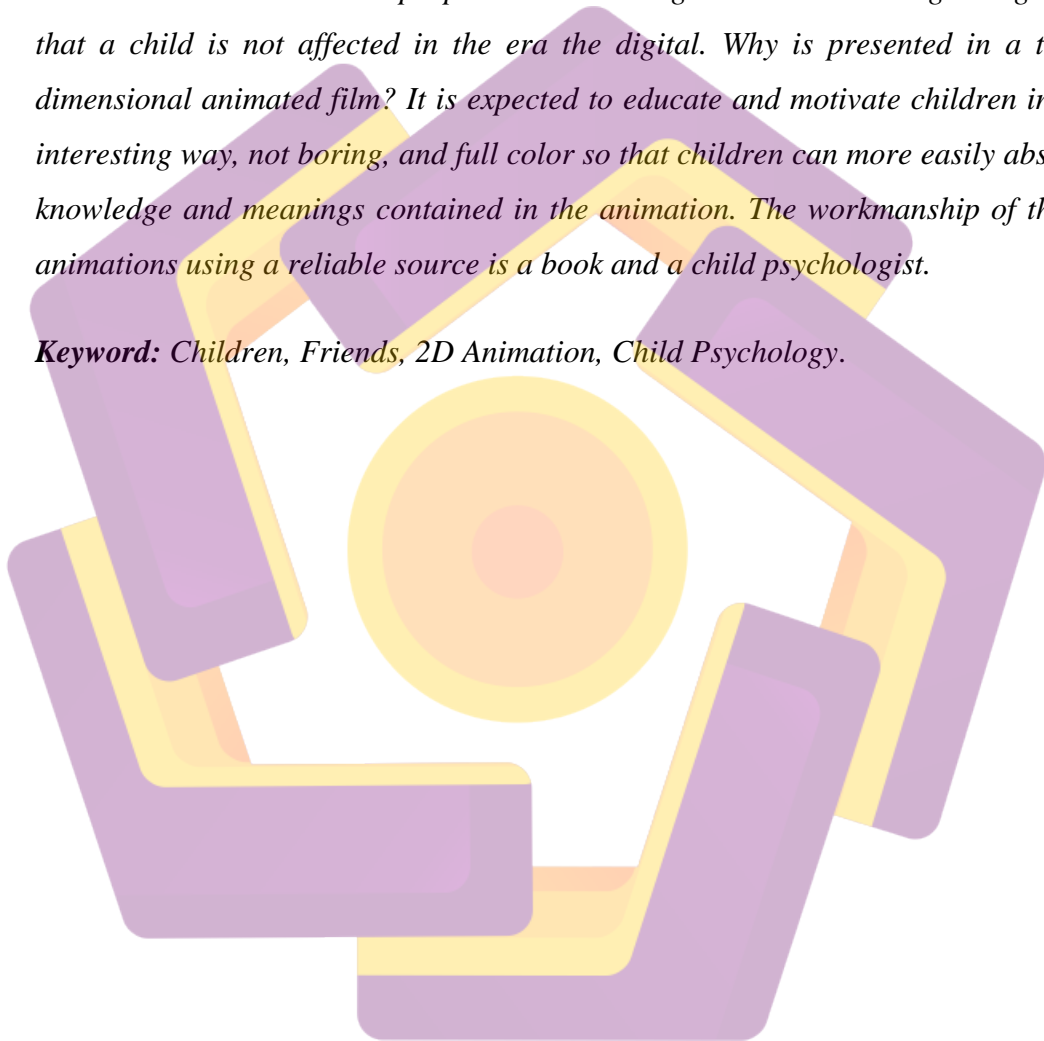 that a child is not affected in the era the digital. Why is presented in a
dimensional animated film? It is expected to educate and motivate children
interesting way, not boring, and full color so that children can more easily
knowledge and meanings contained in the animation. The workmanship of
animations using a reliable source is a book and a child psychologist.
Keyword: Children, Friends, 2D Animation, Child Psychology.